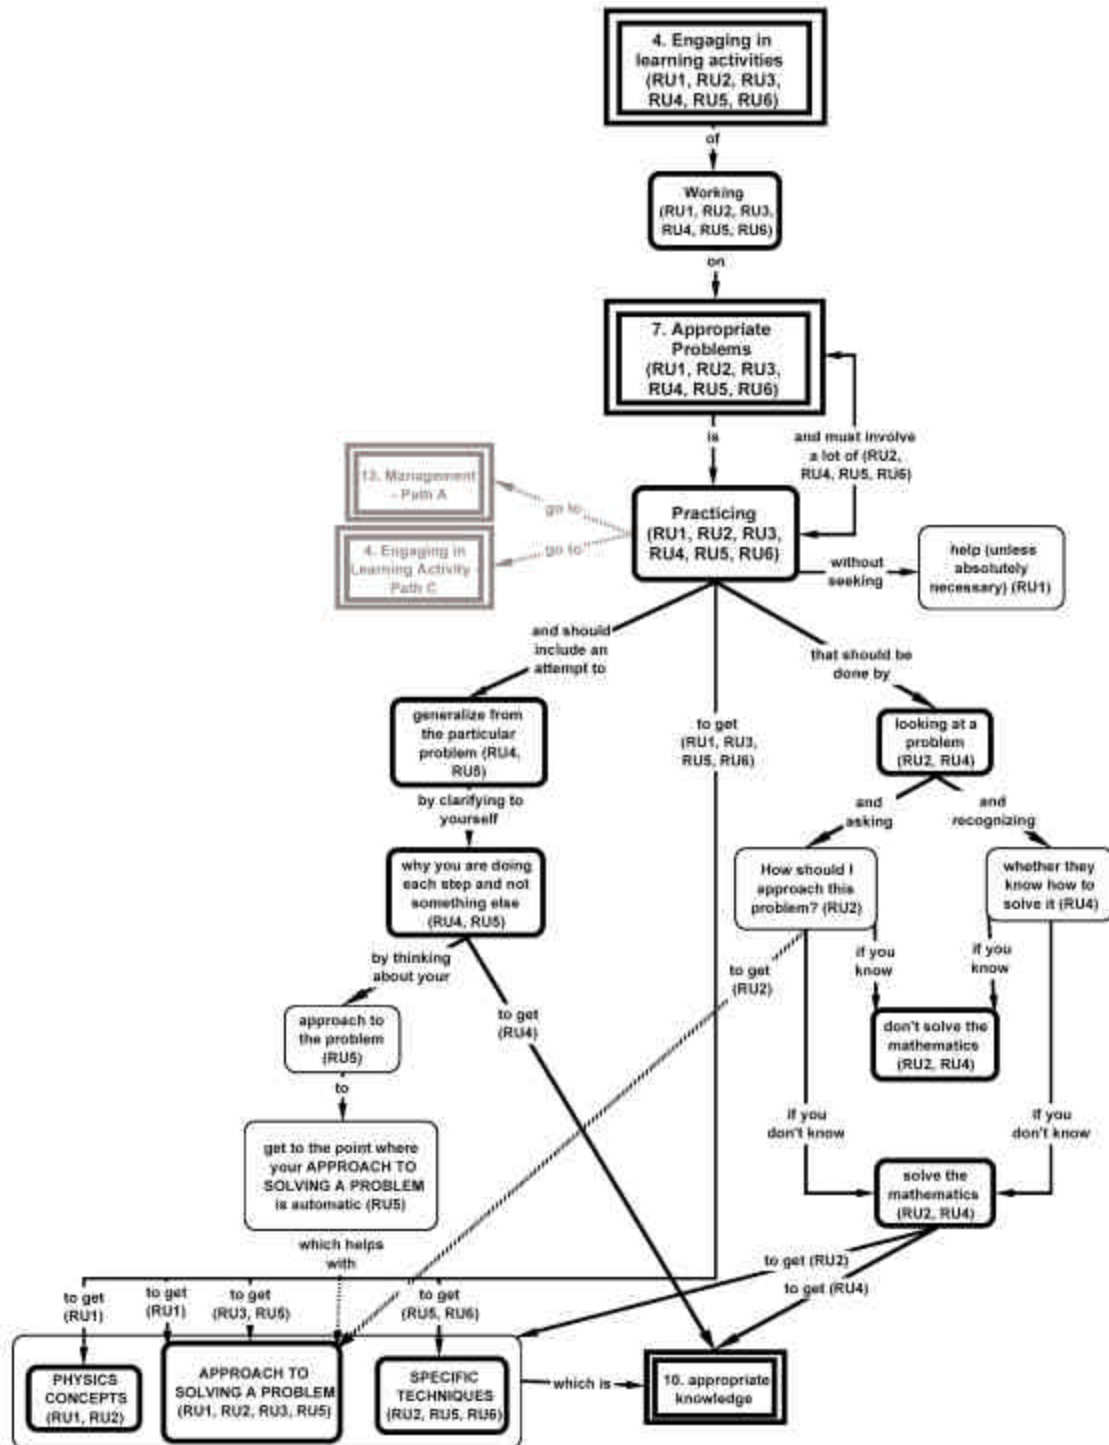 4. Engaging in
learning activities
(RU1, RU2, RU3,
RU4, RU5, RU6)
of
Working
(RU1, RU2, RU3,
RU4, RU5, RU6)
on
7. Appropriate
Problems
(RU1, RU2, RU3,
RU4, RU5, RU6)
is
and must involve
a lot of (RU2,
RU4, RU5, RU6)
13. Management
- Path A
go to
Practicing
(RU1, RU2, RU3,
RU4, RU5, RU6)
4. Engaging in
Learning Activity
Path C
go to
without
seeking
help (unless
absolutely
necessary) (RU1)
and should
include an
attempt to
that should be
done by
generalize from
the particular
problem (RU4,
RU5)
to get
(RU1, RU3,
RU5, RU6)
looking at a
problem
(RU2, RU4)
by clarifying to
yourself
and
asking
and
recognizing
why you are doing
each step and not
something else
(RU4, RU5)
How should I
approach this
problem? (RU2)
whether they
know how to
solve it (RU4)
by thinking
about your
to get
(RU2)
if you
know
if you
know
approach to
the problem
(RU5)
to get
(RU4)
don't solve the
mathematics
(RU2, RU4)
to
get to the point where
your APPROACH TO
SOLVING A PROBLEM
is automatic (RU5)
if you
don't know
if you
don't know
solve the
mathematics
(RU2, RU4)
which helps
with
to get (RU2)
to get (RU4)
to get
(RU1)
to get
(RU1)
to get
(RU3, RU5)
to get
(RU5, RU6)
PHYSICS
CONCEPTS
(RU1, RU2)
APPROACH TO
SOLVING A PROBLEM
(RU1, RU2, RU3, RU5)
SPECIFIC
TECHNIQUES
(RU2, RU5, RU6)
which is
10. appropriate
knowledge